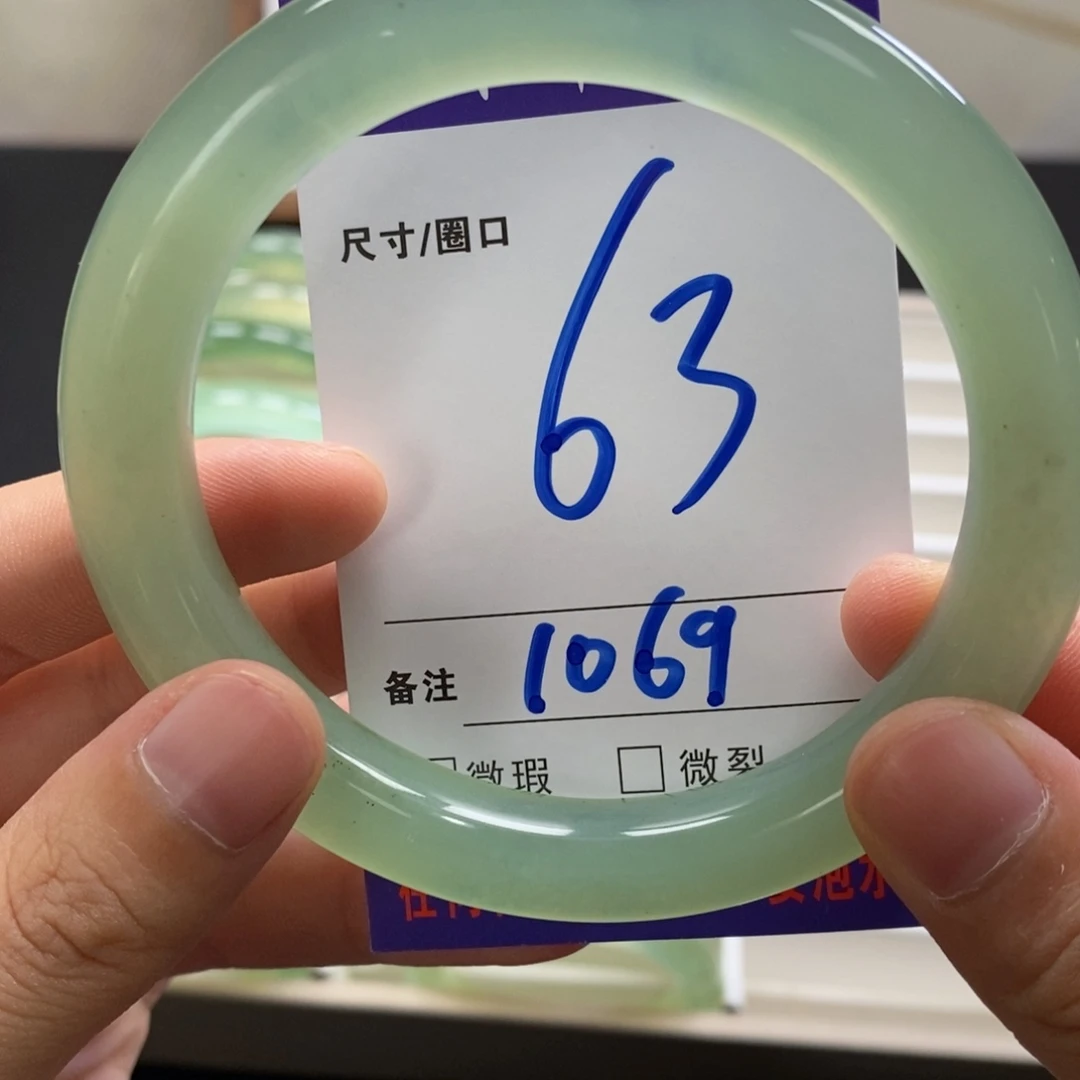 尺寸/圈口 63
备注 1069
微瑕 微裂